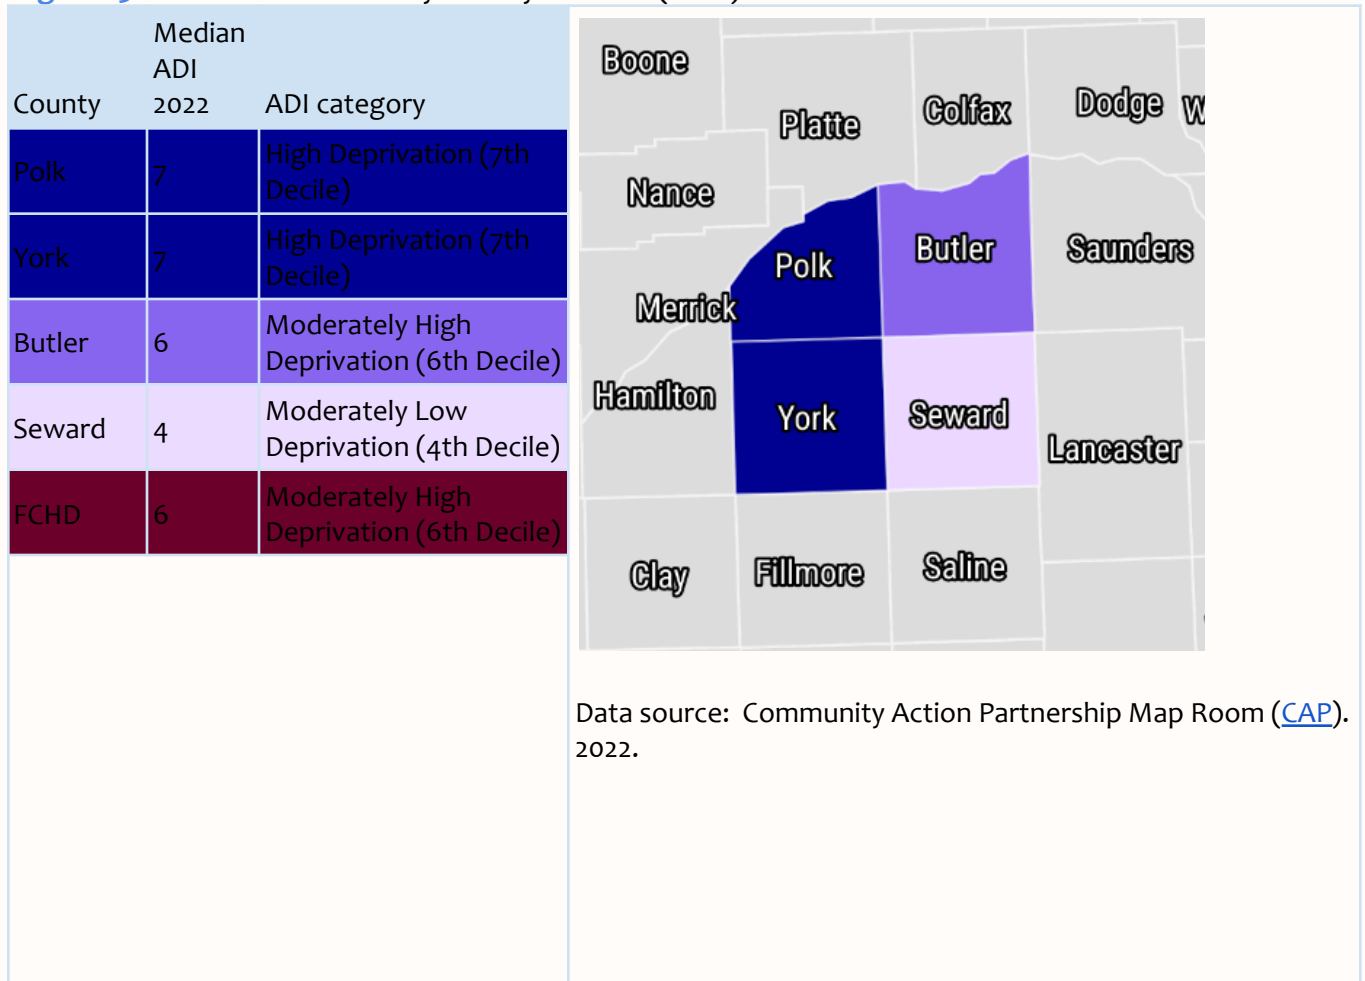 County Median ADI 2022 ADI category
Polk 7 High Deprivation (7th Decile)
York 7 High Deprivation (7th Decile)
Butler 6 Moderately High Deprivation (6th Decile)
Seward 4 Moderately Low Deprivation (4th Decile)
FCHD 6 Moderately High Deprivation (6th Decile)
Boone
Platte
Colfax
Dodge
W
Nance
Polk
Butler
Saunders
Merrick
Hamilton
York
Seward
Lancaster
Clay
Fillmore
Saline
Data source: Community Action Partnership Map Room (CAP).
2022.